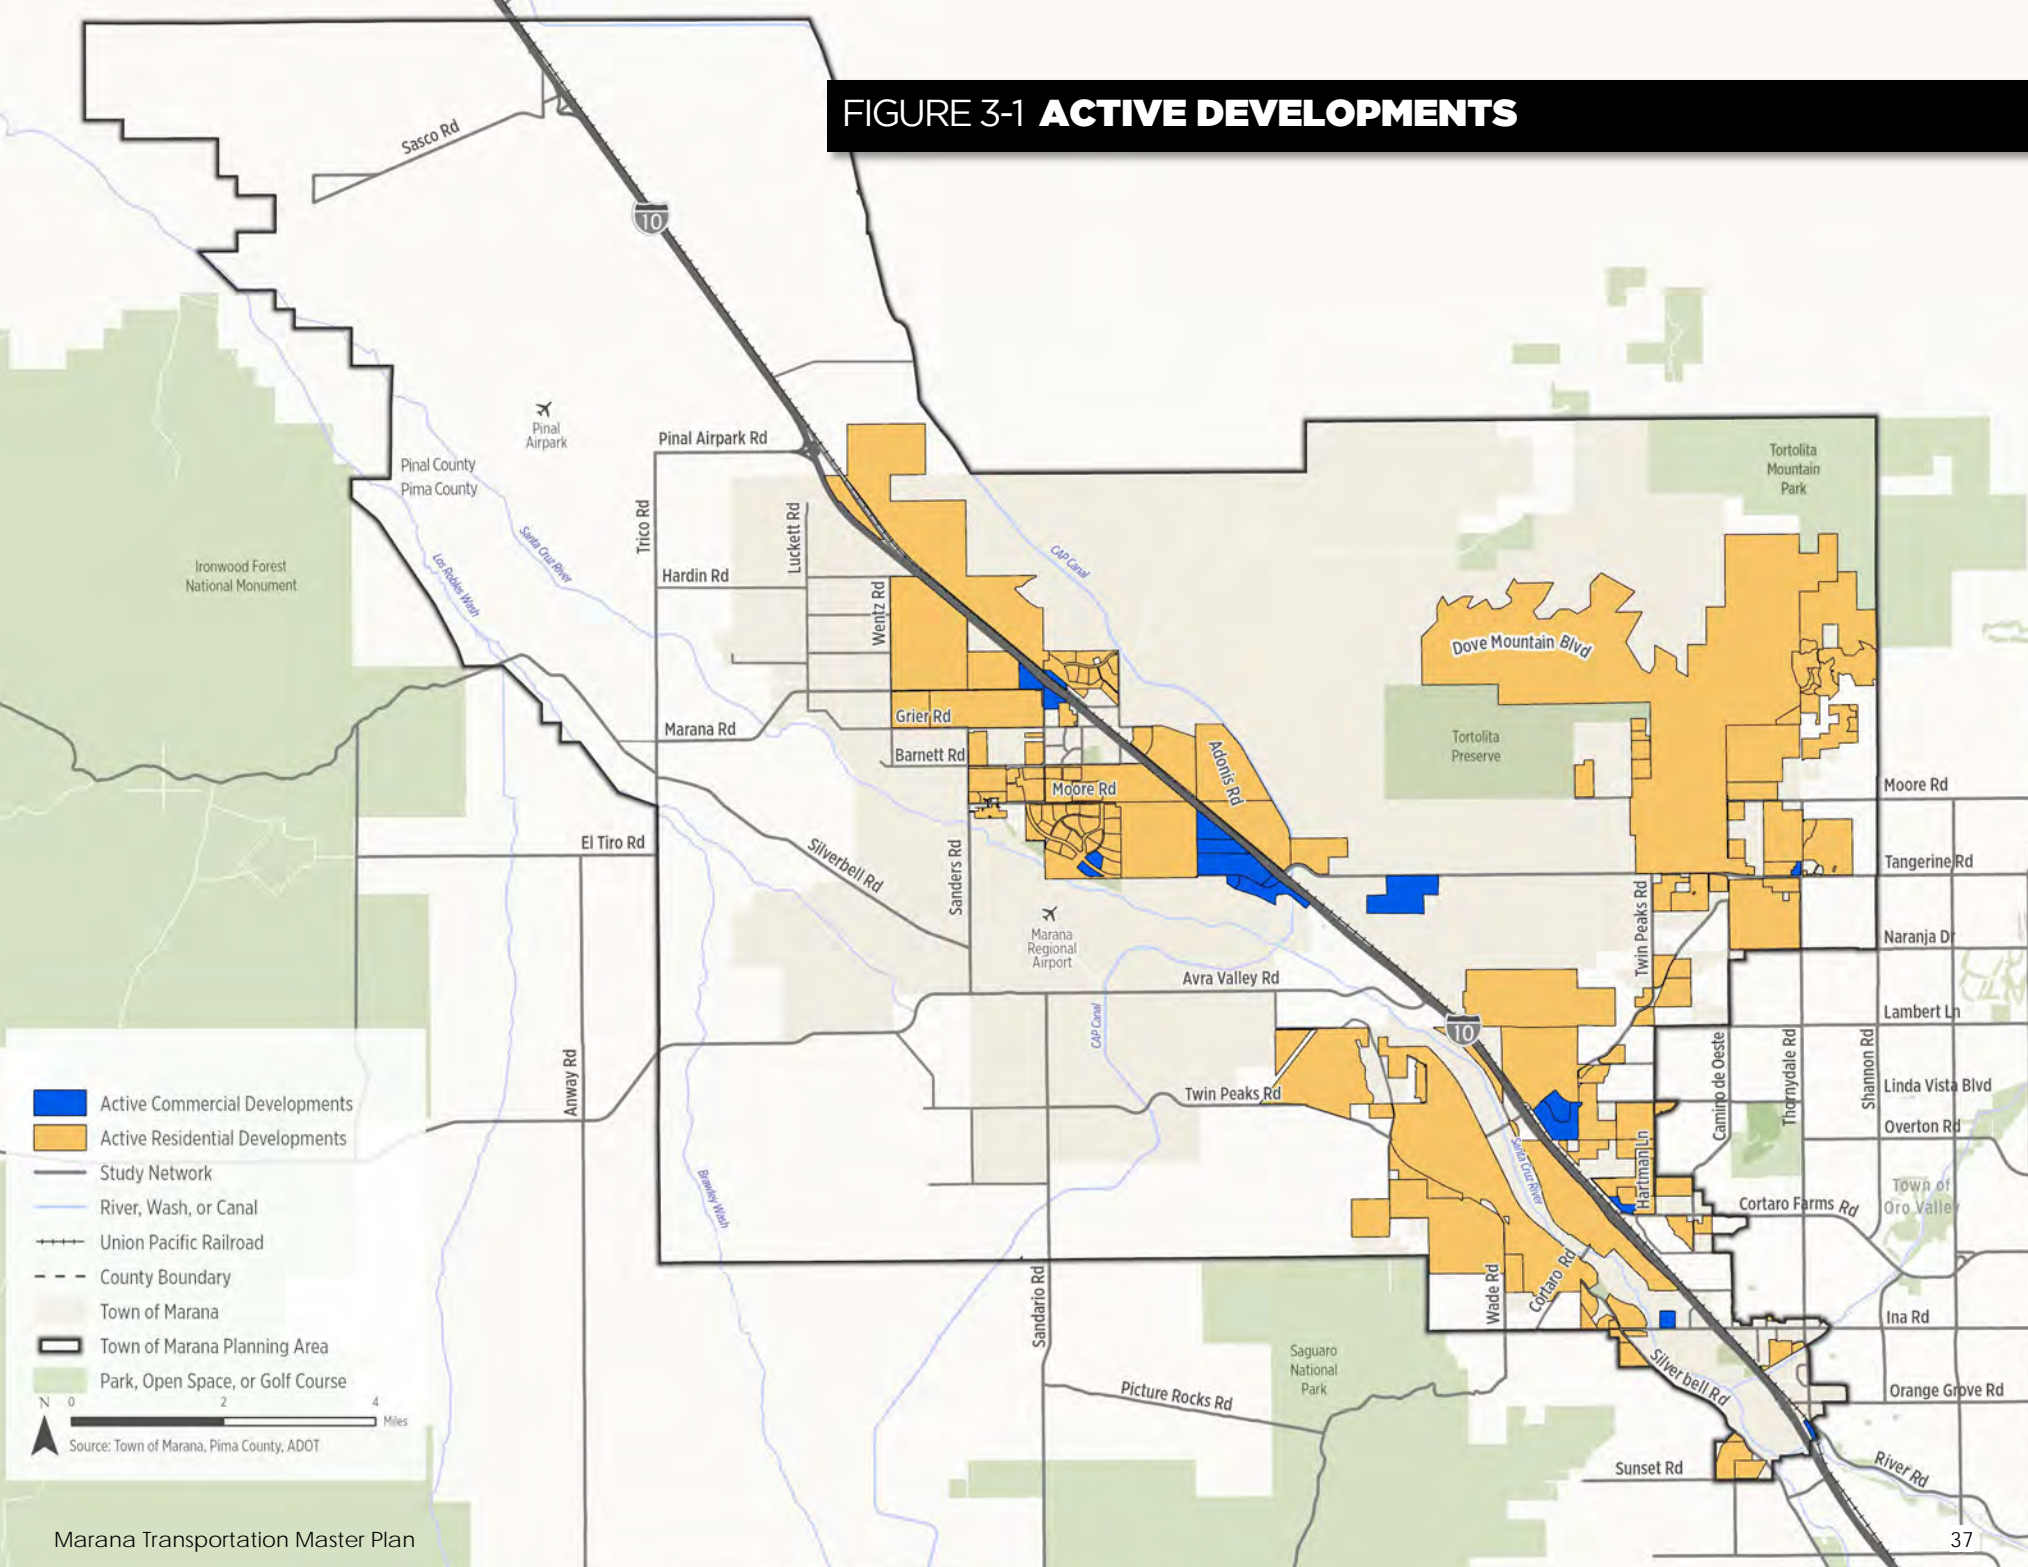 FIGURE 3-1 ACTIVE DEVELOPMENTS
Sasco Rd
10
Pinal
Airpark
Pinal Airpark Rd
Pinal County
Pima County
Tortolita
Mountain
Park
Trico Rd
Luckett Rd
Santa Cruz River
Los Robles Wash
CAP Canal
Ironwood Forest
National Monument
Hardin Rd
Wentz Rd
Dove Mountain Blvd
Grier Rd
Marana Rd
Barnett Rd
Adonis Rd
Tortolita
Preserve
Moore Rd
Moore Rd
El Tiro Rd
Silverbell Rd
Sanders Rd
Tangerine Rd
Twin Peaks Rd
Marana
Regional
Airport
Naranja Dr
Avra Valley Rd
Lambert Ln
CAP Canal
10
Anway Rd
Camino de Oeste
Thornydale Rd
Shannon Rd
Linda Vista Blvd
Twin Peaks Rd
Overton Rd
Santa Cruz River
Hartman Ln
Brawley Wash
Town of
Oro Valley
Cortaro Farms Rd
Sandario Rd
Wade Rd
Cortaro Rd
Ina Rd
Saguaro
National
Park
Silverbell Rd
Picture Rocks Rd
Orange Grove Rd
Sunset Rd
River Rd
Active Commercial Developments
Active Residential Developments
Study Network
River, Wash, or Canal
Union Pacific Railroad
County Boundary
Town of Marana
Town of Marana Planning Area
Park, Open Space, or Golf Course
N 0 2 4
Miles
Source: Town of Marana, Pima County, ADOT
Marana Transportation Master Plan
37